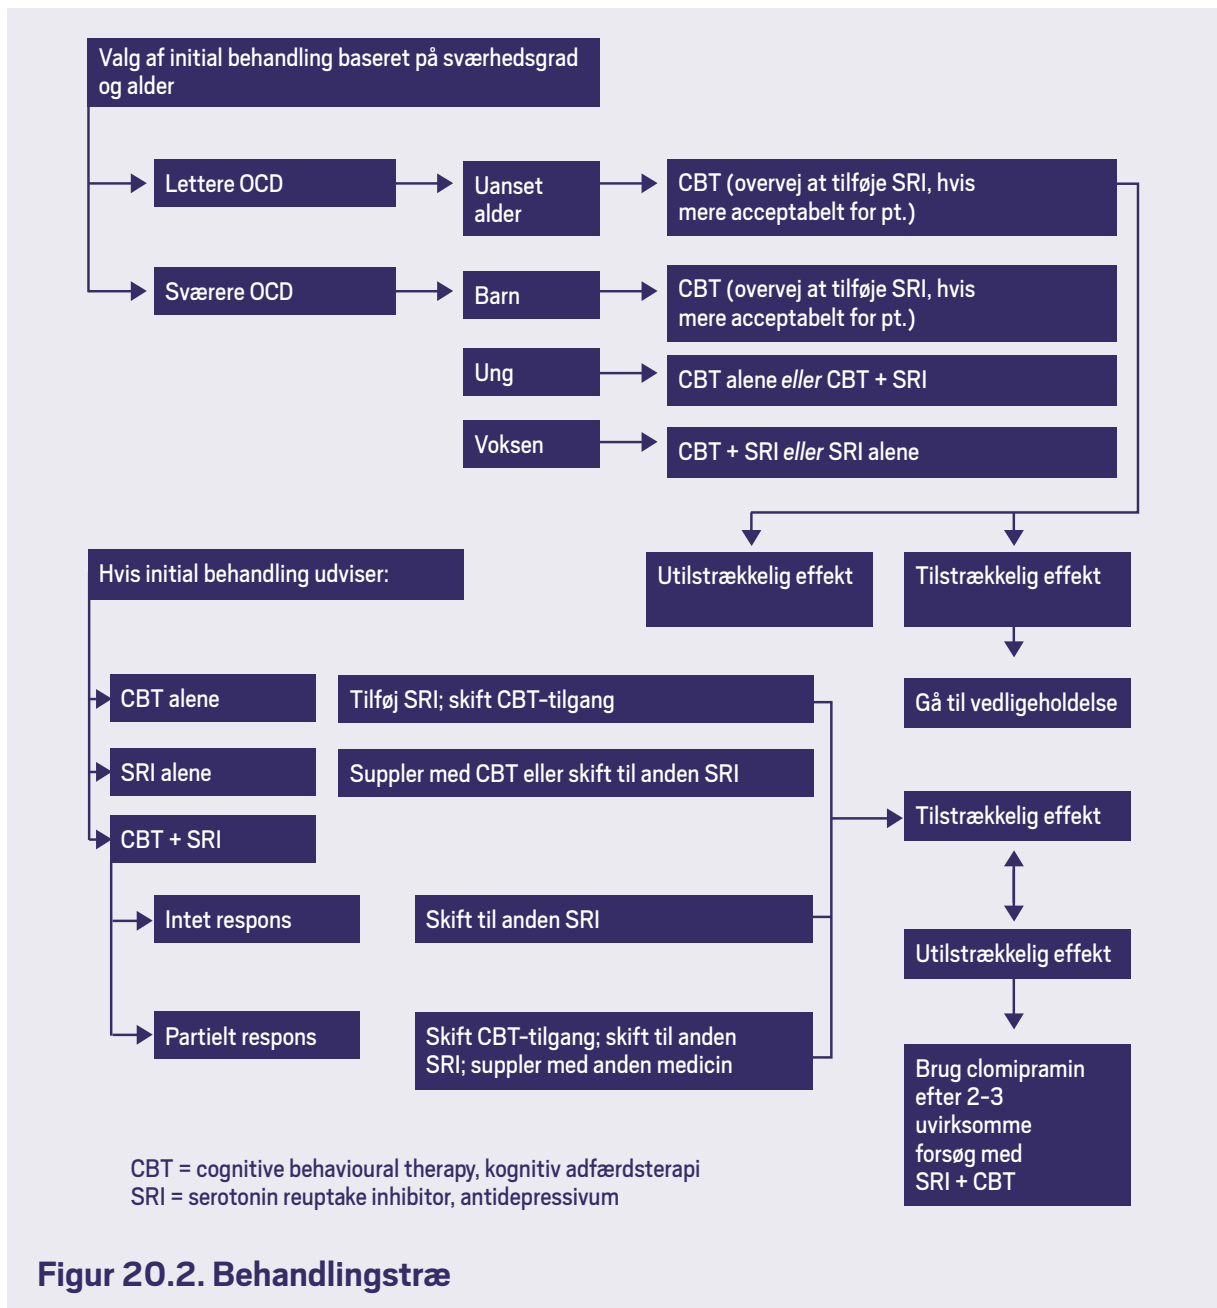 Valg af initial behandling baseret på sværhedsgrad
og alder
Lettere OCD
Uanset
alder
CBT (overvej at tilføje SRI, hvis
mere acceptabelt for pt.)
Sværere OCD
Barn
CBT (overvej at tilføje SRI, hvis
mere acceptabelt for pt.)
Ung
CBT alene eller CBT + SRI
Voksen
CBT + SRI eller SRI alene
Utilstrækkelig effekt
Tilstrækkelig effekt
Gå til vedligeholdelse
Hvis initial behandling udviser:
CBT alene
Tilføj SRI; skift CBT-tilgang
SRI alene
Suppler med CBT eller skift til anden SRI
CBT + SRI
Intet respons
Skift til anden SRI
Partielt respons
Skift CBT-tilgang; skift til anden
SRI; suppler med anden medicin
Tilstrækkelig effekt
Utilstrækkelig effekt
Brug clomipramin
efter 2-3
uvirksomme
forsøg med
SRI + CBT
CBT = cognitive behavioural therapy, kognitiv adfærdsterapi
SRI = serotonin reuptake inhibitor, antidepressivum
Figur 20.2. Behandlingstræ